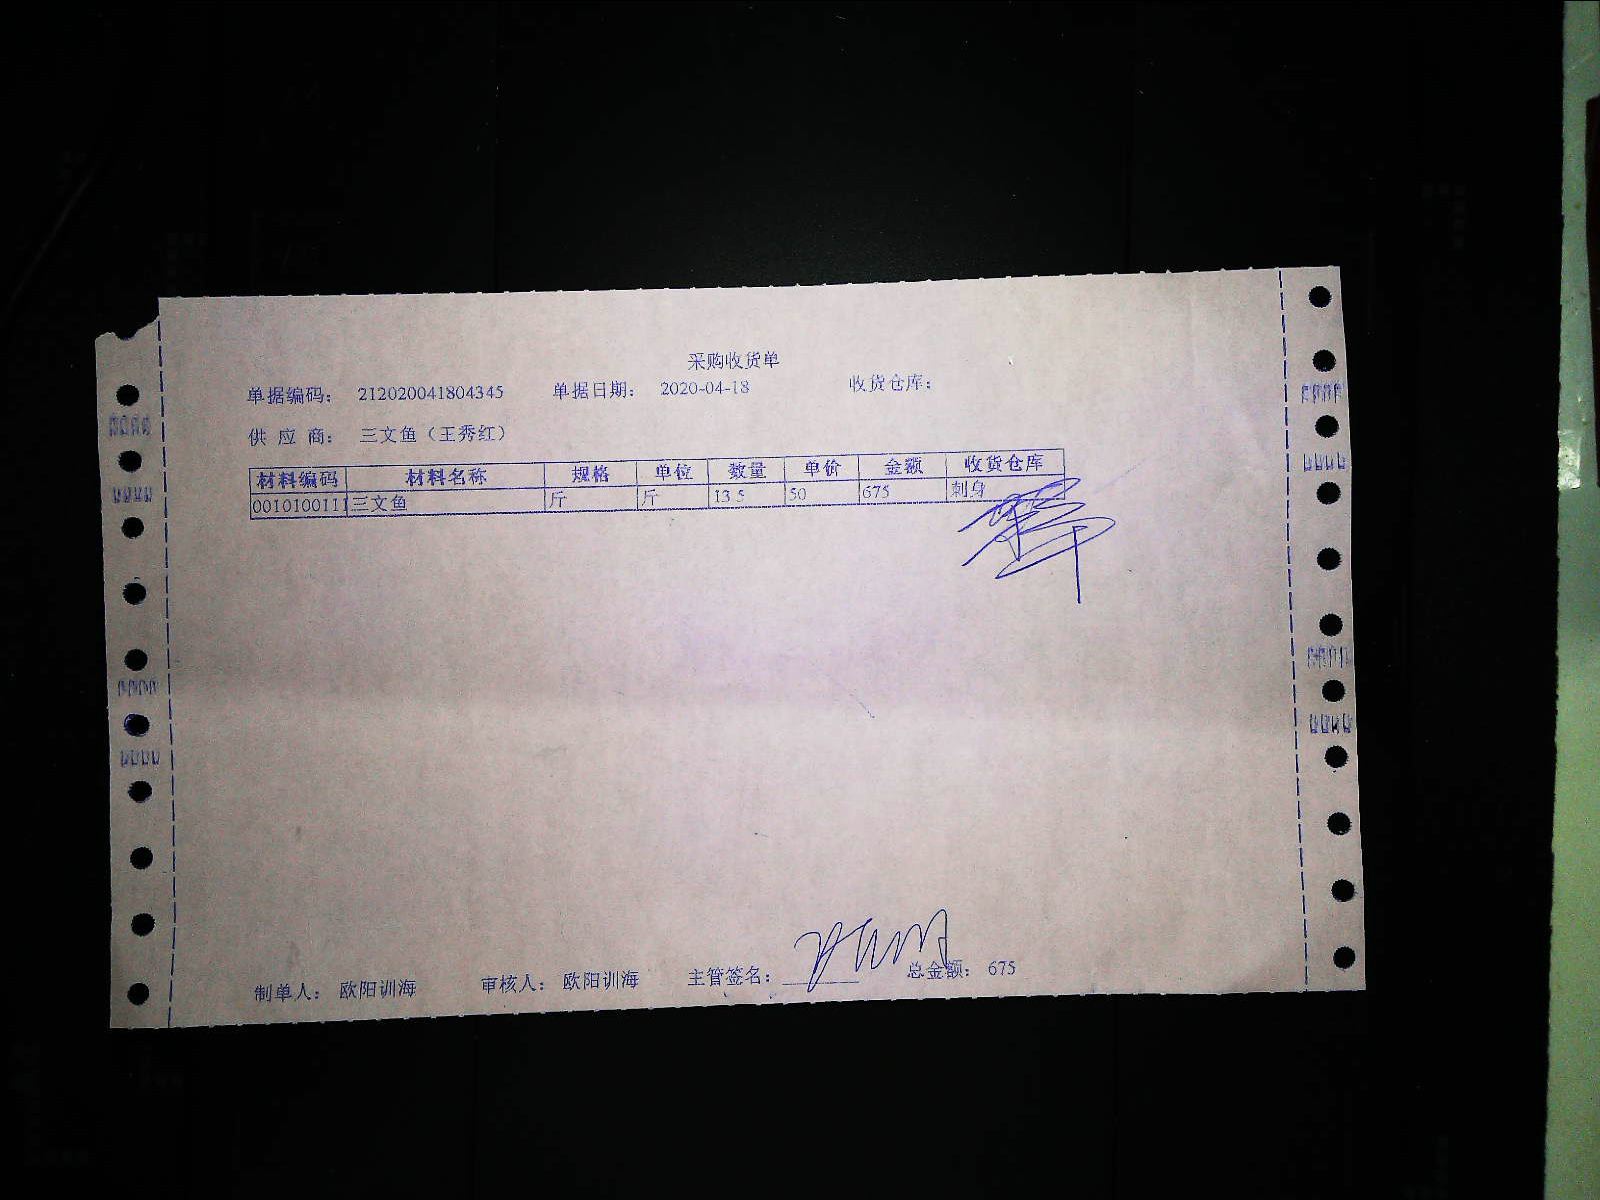 采购收货单
单据编码： 212020041804345 单据日期： 2020-04-18 收货仓库：
供 应 商： 三文鱼（王秀红）
材料编码 材料名称 规格 单位 数量 单价 金额 收货仓库
0010100111 三文鱼 斤 斤 13.5 50 675 刺身
制单人： 欧阳训海 审核人： 欧阳训海 主管签名： 总金额： 675